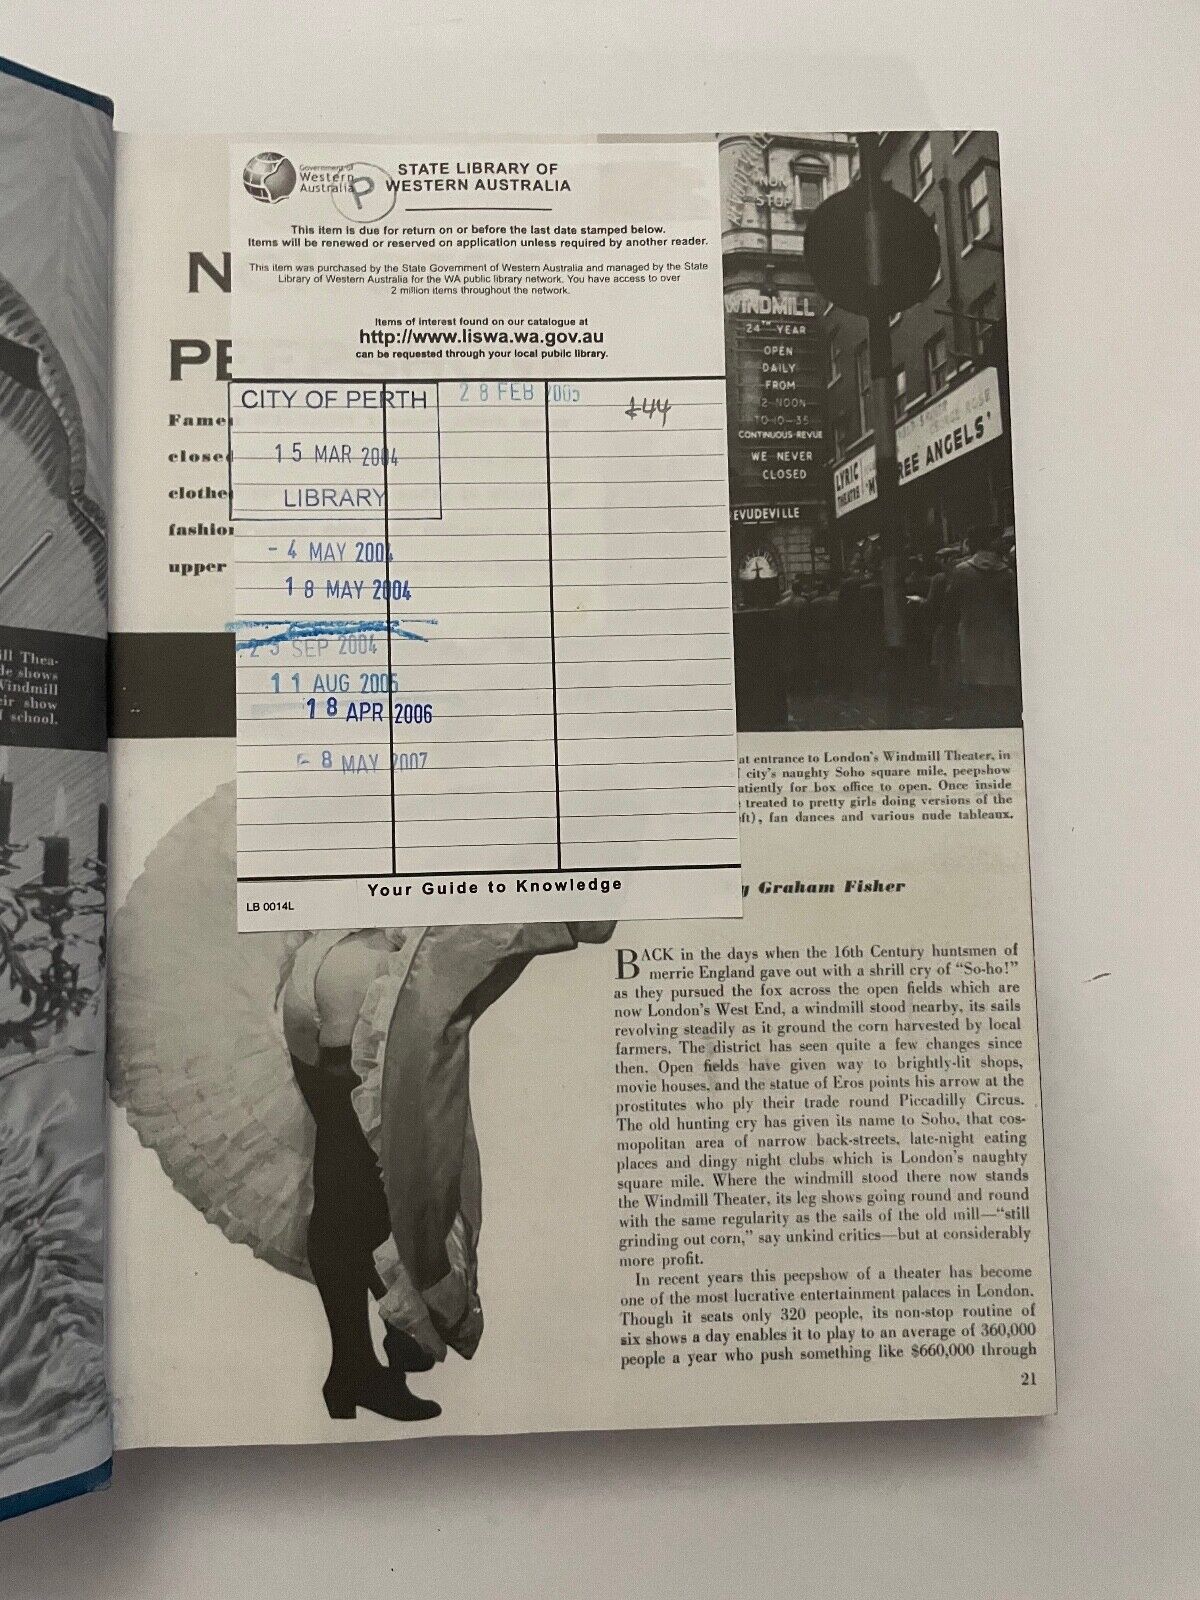 Government of
Western
Australia
P
STATE LIBRARY OF
WESTERN AUSTRALIA
This item is due for return on or before the last date stamped below.
Items will be renewed or reserved on application unless required by another reader.
This item was purchased by the State Government of Western Australia and managed by the State
Library of Western Australia for the WA public library network. You have access to over
2 million items throughout the network.
Items of interest found on our catalogue at
http://www.liswa.wa.gov.au
can be requested through your local public library.
CITY OF PERTH
15 MAR 2004
LIBRARY
28 FEB 2005
- 4 MAY 2004
18 MAY 2004
23 SEP 2004
11 AUG 2005
18 APR 2006
- 8 MAY 2007
Your Guide to Knowledge
LB 0014L
N
PE
Fame
closed
clothe
fashion
upper
ill Thea-
de shows
Windmill
eir show
f school.
NON
STOP
WINDMILL
24TH YEAR
OPEN
DAILY
FROM
12-NOON
TO-10-35
CONTINUOUS-REVUE
WE NEVER
CLOSED
EVUDEVILLE
LYRIC
THEATRE
REE ANGELS'
at entrance to London's Windmill Theater, in
city's naughty Soho square mile, peepshow
atiently for box office to open. Once inside
treated to pretty girls doing versions of the
ft), fan dances and various nude tableaux.
y Graham Fisher
BACK in the days when the 16th Century huntsmen of
merrie England gave out with a shrill cry of “So-ho!”
as they pursued the fox across the open fields which are
now London's West End, a windmill stood nearby, its sails
revolving steadily as it ground the corn harvested by local
farmers. The district has seen quite a few changes since
then. Open fields have given way to brightly-lit shops,
movie houses, and the statue of Eros points his arrow at the
prostitutes who ply their trade round Piccadilly Circus.
The old hunting cry has given its name to Soho, that cos-
mopolitan area of narrow back-streets, late-night eating
places and dingy night clubs which is London's naughty
square mile. Where the windmill stood there now stands
the Windmill Theater, its leg shows going round and round
with the same regularity as the sails of the old mill—“still
grinding out corn,” say unkind critics—but at considerably
more profit.
In recent years this peepshow of a theater has become
one of the most lucrative entertainment palaces in London.
Though it seats only 320 people, its non-stop routine of
six shows a day enables it to play to an average of 360,000
people a year who push something like $660,000 through
21